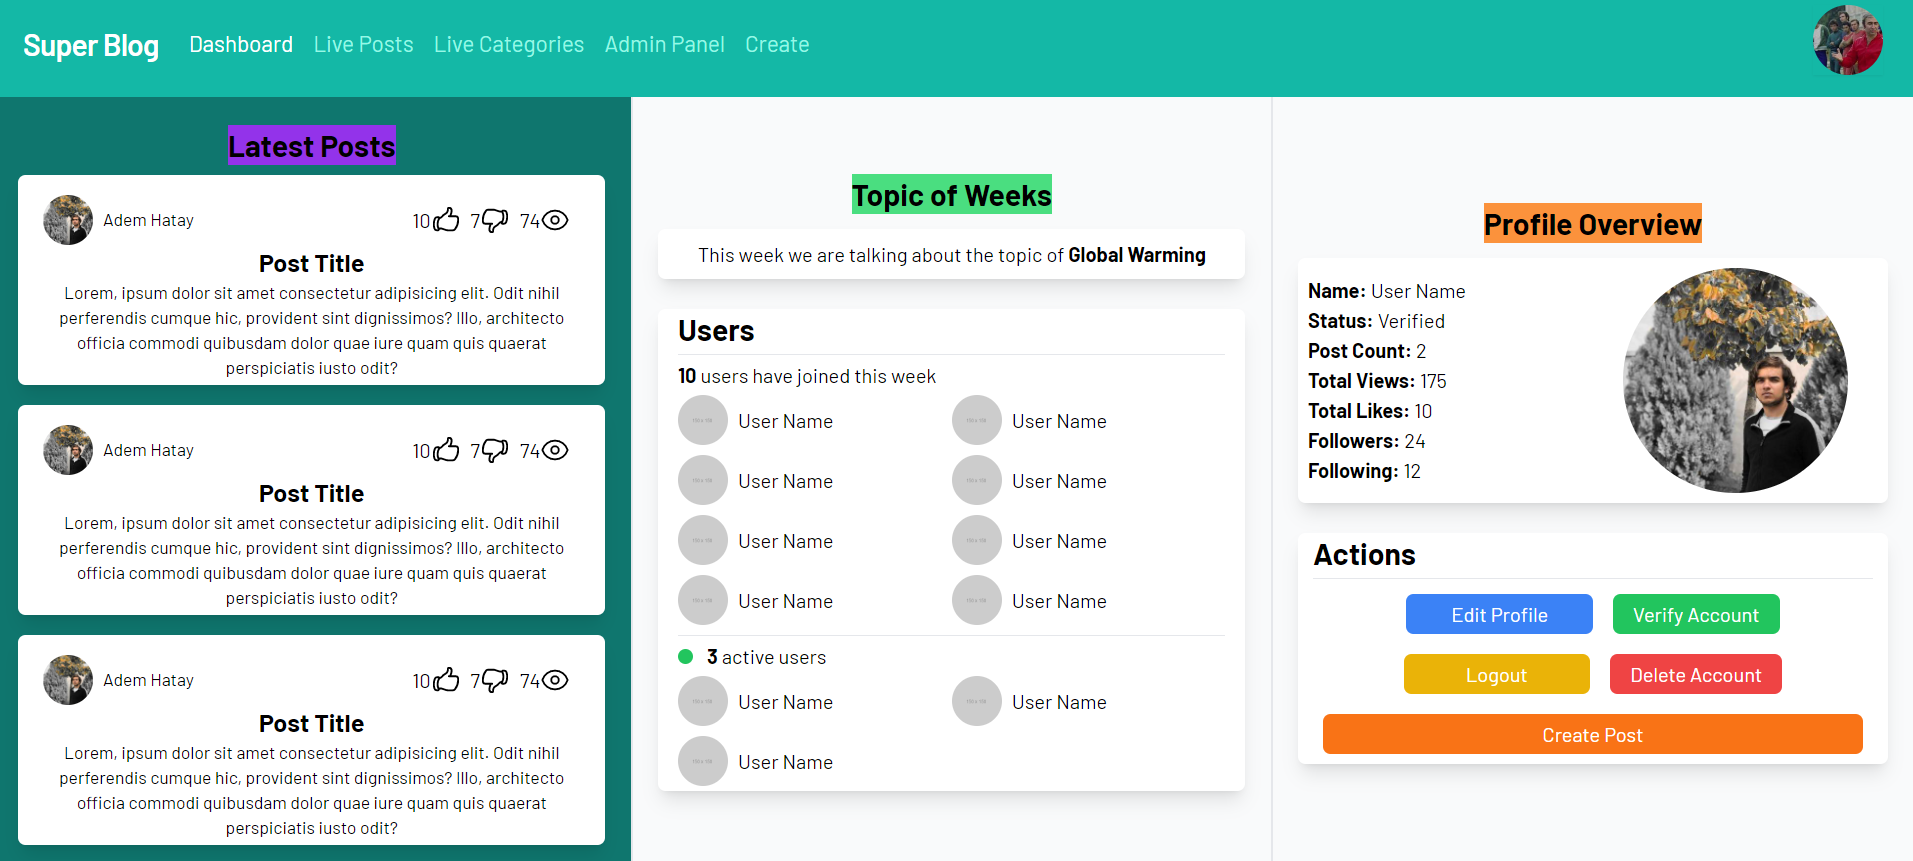 Super Blog Dashboard Live Posts Live Categories Admin Panel Create
Latest Posts
Adem Hatay 10 7 74
Post Title
Lorem, ipsum dolor sit amet consectetur adipisicing elit. Odit nihil
perferendis cumque hic, provident sint dignissimos? Illo, architecto
officia commodi quibusdam dolor quae iure quam quis quaerat
perspiciatis iusto odit?
Adem Hatay 10 7 74
Post Title
Lorem, ipsum dolor sit amet consectetur adipisicing elit. Odit nihil
perferendis cumque hic, provident sint dignissimos? Illo, architecto
officia commodi quibusdam dolor quae iure quam quis quaerat
perspiciatis iusto odit?
Adem Hatay 10 7 74
Post Title
Lorem, ipsum dolor sit amet consectetur adipisicing elit. Odit nihil
perferendis cumque hic, provident sint dignissimos? Illo, architecto
officia commodi quibusdam dolor quae iure quam quis quaerat
perspiciatis iusto odit?
Topic of Weeks
This week we are talking about the topic of Global Warming
Users
10 users have joined this week
User Name User Name
User Name User Name
User Name User Name
User Name User Name
3 active users
User Name User Name
User Name
Profile Overview
Name: User Name
Status: Verified
Post Count: 2
Total Views: 175
Total Likes: 10
Followers: 24
Following: 12
Actions
Edit Profile Verify Account
Logout Delete Account
Create Post